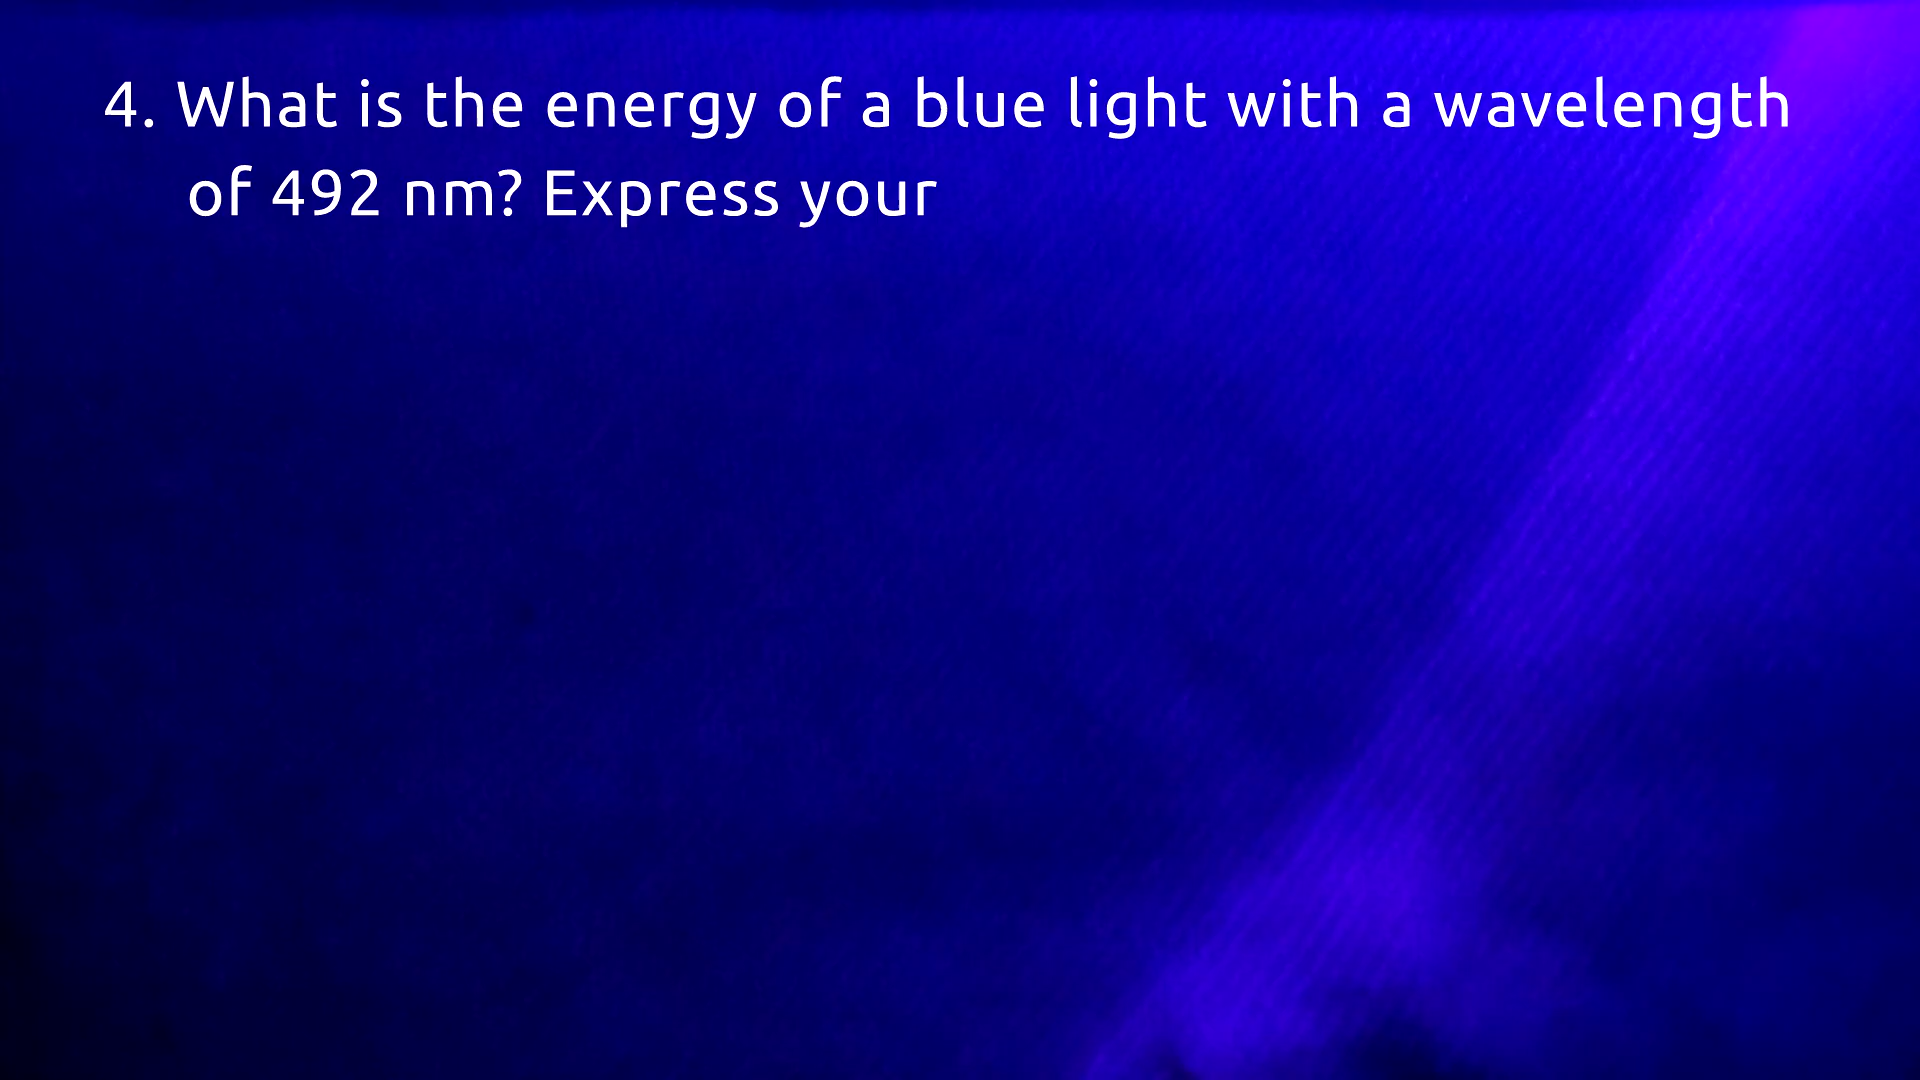 4. What is the energy of a blue light with a wavelength
of 492 nm? Express your